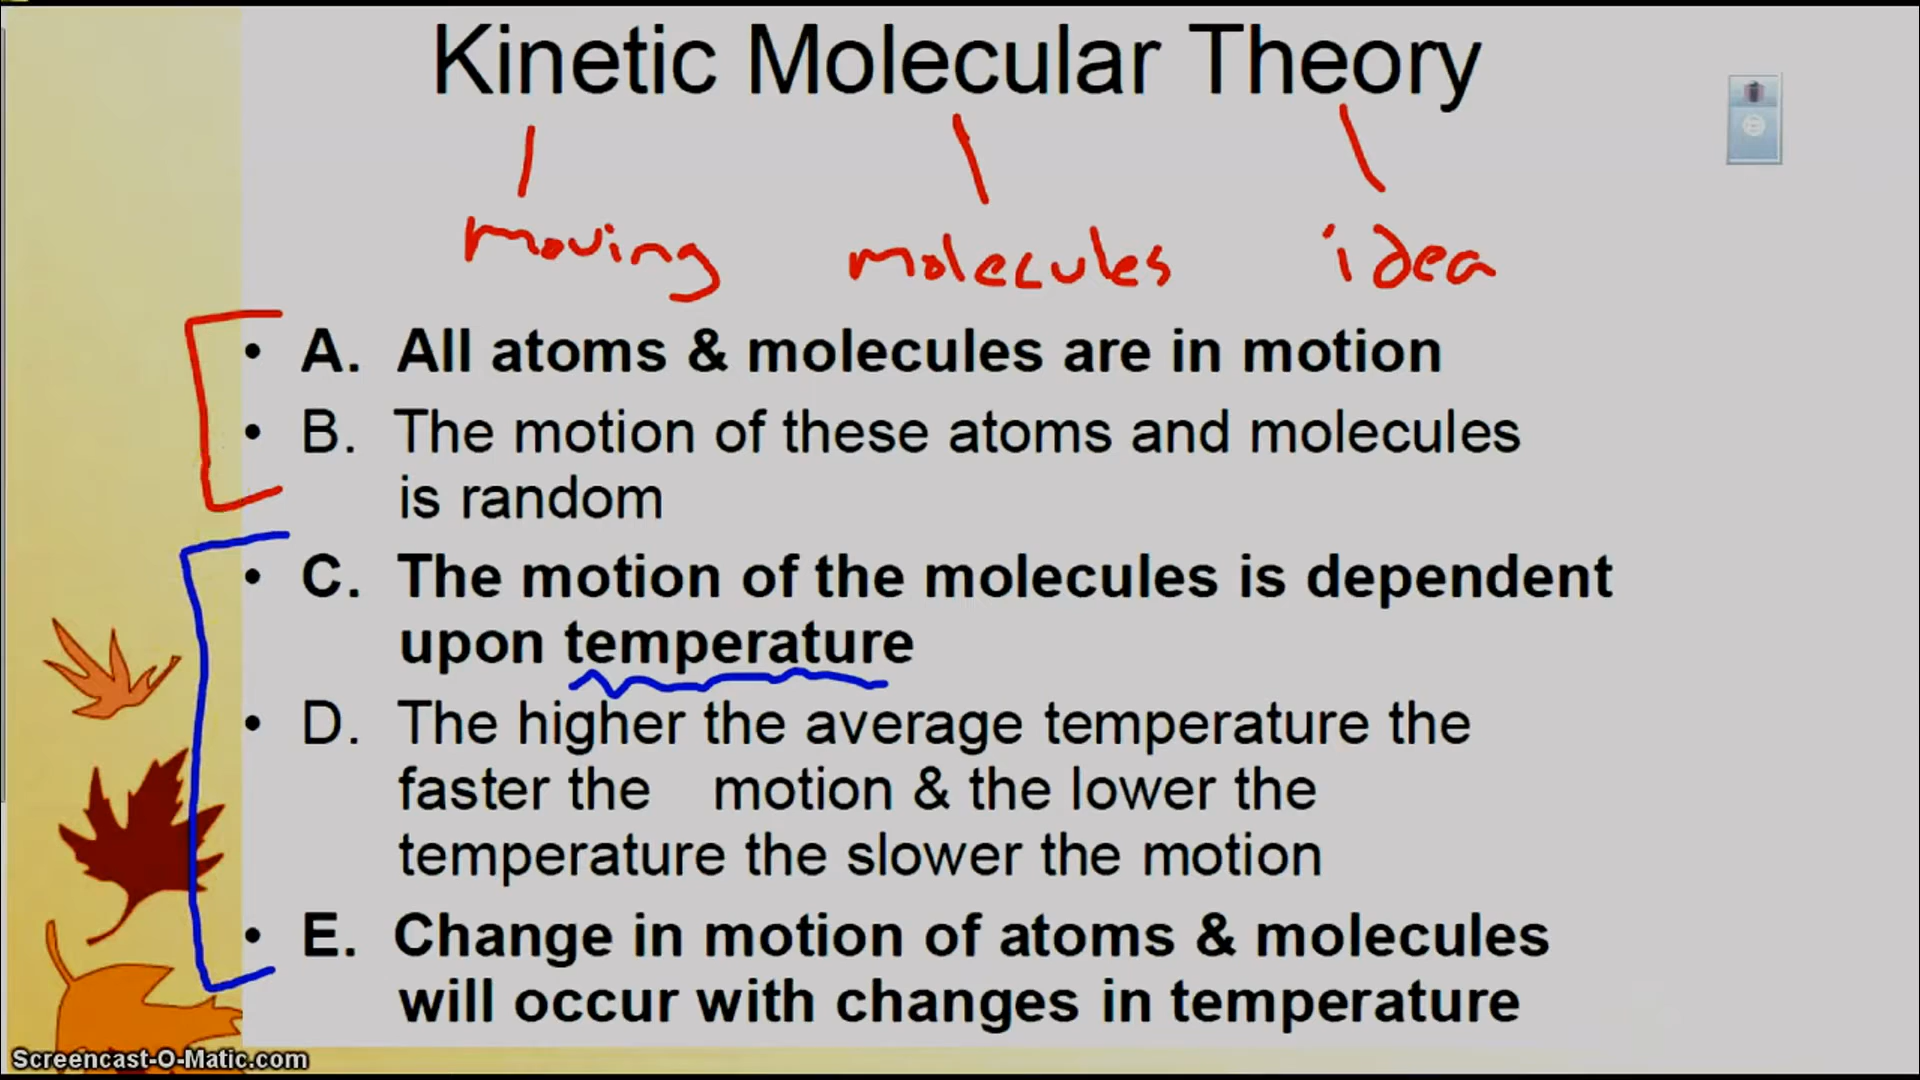 Kinetic Molecular Theory
moving molecules idea
• A. All atoms & molecules are in motion
• B. The motion of these atoms and molecules
is random
• C. The motion of the molecules is dependent
upon temperature
• D. The higher the average temperature the
faster the motion & the lower the
temperature the slower the motion
• E. Change in motion of atoms & molecules
will occur with changes in temperature
Screencast-O-Matic.com